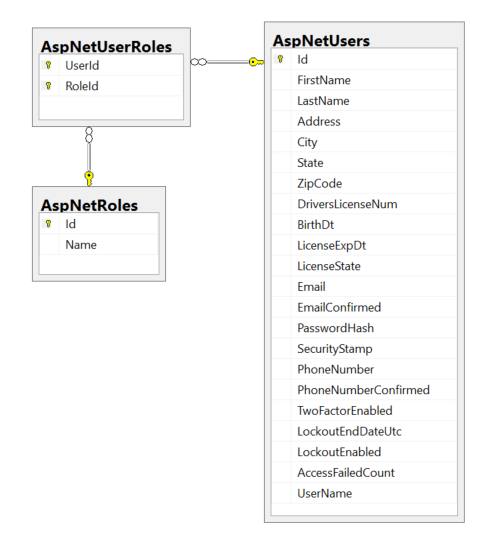 AspNetUserRoles
UserId
RoleId
AspNetRoles
Id
Name
AspNetUsers
Id
FirstName
LastName
Address
City
State
ZipCode
DriversLicenseNum
BirthDt
LicenseExpDt
LicenseState
Email
EmailConfirmed
PasswordHash
SecurityStamp
PhoneNumber
PhoneNumberConfirmed
TwoFactorEnabled
LockoutEndDateUtc
LockoutEnabled
AccessFailedCount
UserName